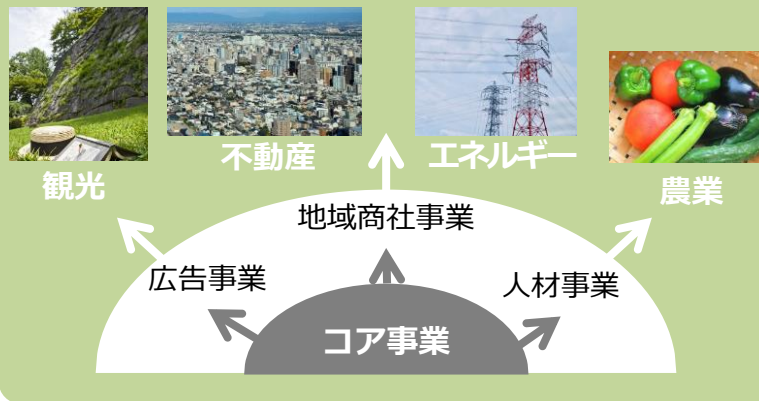 不動産
エネルギー
観光
農業
地域商社事業
広告事業
人材事業
コア事業